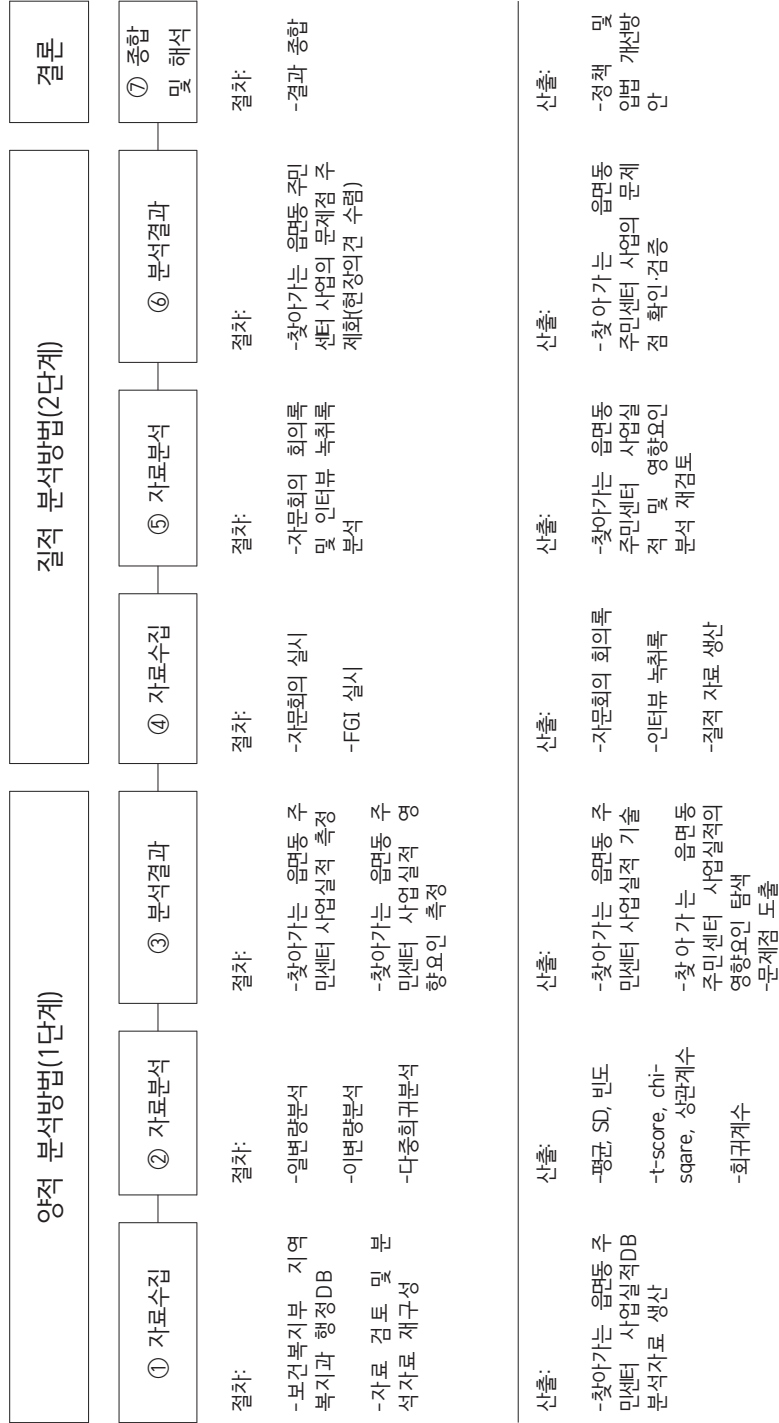 양적 분석방법(1단계)
질적 분석방법(2단계)
결론
① 자료수집
② 자료분석
③ 분석결과
④ 자료수집
⑤ 자료분석
⑥ 분석결과
⑦ 종합
및 해석
절차:
-보건복지부 지역
복지과 행정DB
-자료 검토 및 분
석자료 재구성
절차:
-일변량분석
-이변량분석
-다중회귀분석
절차:
-찾아가는 읍면동 주
민센터 사업실적 측정
-찾아가는 읍면동 주
민센터 사업실적 영
향요인 측정
절차:
-자문회의 실시
-FGI 실시
절차:
-자문회의 회의록
및 인터뷰 녹취록
분석
절차:
-찾아가는 읍면동 주민
센터 사업의 문제점 주
제화(현장의견 수렴)
절차:
-결과 종합
산출:
-찾아가는 읍면동 주
민센터 사업실적DB
분석자료 생산
산출:
-평균, SD, 빈도
-t-score, chi-
sqare, 상관계수
-회귀계수
산출:
-찾아가는 읍면동 주
민센터 사업실적 기술
-찾아가는 읍면동
주민센터 사업실적의
영향요인 탐색
-문제점 도출
산출:
-자문회의 회의록
-인터뷰 녹취록
-질적 자료 생산
산출:
-찾아가는 읍면동
주민센터 사업실
적 및 영향요인
분석 재검토
산출:
-찾아가는 읍면동
주민센터 사업의 문제
점 확인·검증
산출:
-정책 및
입법 개선방
안